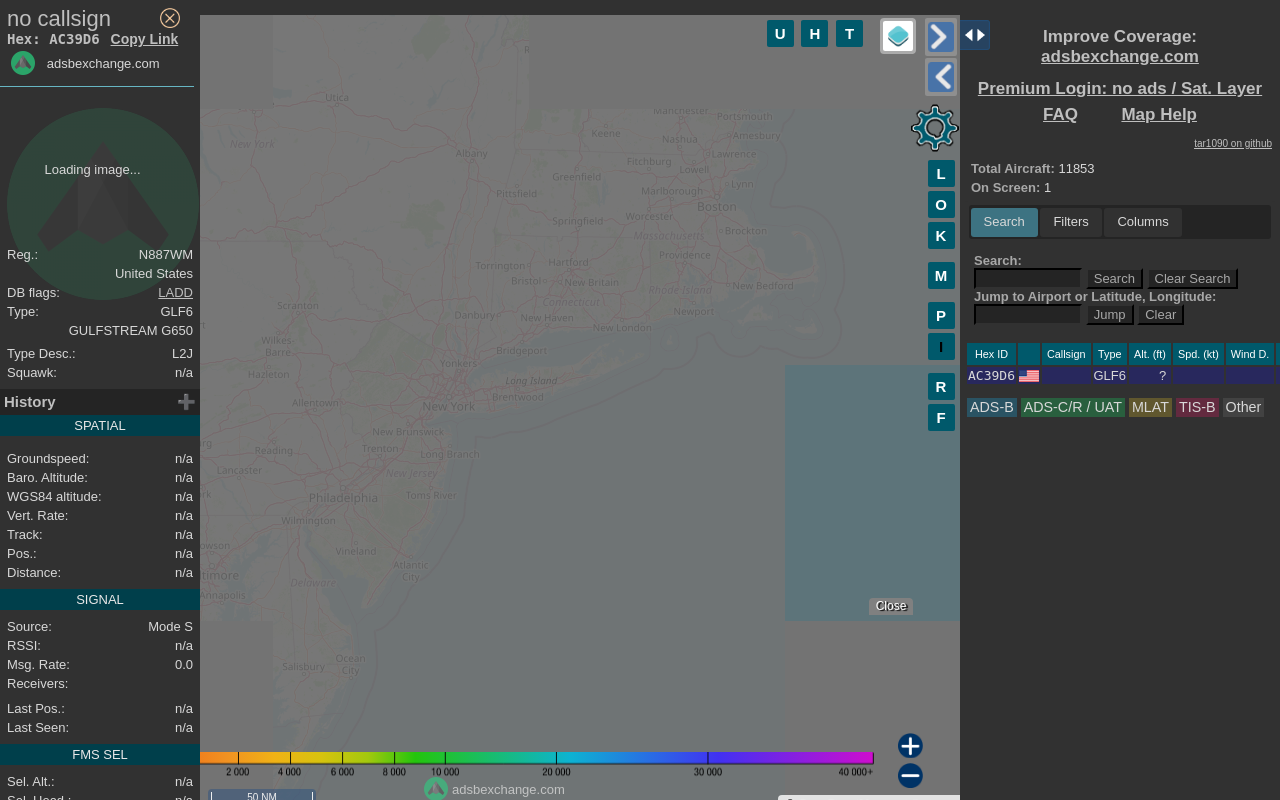 no callsign
Hex: AC39D6 Copy Link
adsbexchange.com
Loading image...
Reg.: N887WM
United States
DB flags: LADD
Type: GLF6
GULFSTREAM G650
Type Desc.: L2J
Squawk: n/a
History
SPATIAL
Groundspeed: n/a
Baro. Altitude: n/a
WGS84 altitude: n/a
Vert. Rate: n/a
Track: n/a
Pos.: n/a
Distance: n/a
SIGNAL
Source: Mode S
RSSI: n/a
Msg. Rate: 0.0
Receivers:
Last Pos.: n/a
Last Seen: n/a
FMS SEL
Sel. Alt.: n/a
Sel. Head.: n/a
U H T
L
O
K
M
P
I
R
F
Utica
New York
Albany
Keene
Manchester
Portsmouth
Nashua
Amesbury
Fitchburg
Lawrence
Lowell
Greenfield
Pittsfield
Marlborough
Lynn
Worcester
Boston
Springfield
Massachusetts
Brockton
Torrington
Hartford
Providence
Bristol
New Britain
Rhode Island
New Bedford
Connecticut
Scranton
Danbury
New Haven
Newport
New London
Wilkes-
Barre
Bridgeport
Yonkers
Hazleton
Long Island
Brentwood
Allentown
New York
New Brunswick
Reading
Trenton
Long Branch
Lancaster
New Jersey
Philadelphia
Toms River
Wilmington
Vineland
Atlantic
City
Delaware
Annapolis
Salisbury
Ocean
City
Close
2 000 4 000 6 000 8 000 10 000 20 000 30 000 40 000+
adsbexchange.com
50 NM
Improve Coverage:
adsbexchange.com
Premium Login: no ads / Sat. Layer
FAQ Map Help
tar1090 on github
Total Aircraft: 11853
On Screen: 1
Search Filters Columns
Search:
Search Clear Search
Jump to Airport or Latitude, Longitude:
Jump Clear
Hex ID Callsign Type Alt. (ft) Spd. (kt) Wind D.
AC39D6 GLF6 ?
ADS-B ADS-C/R / UAT MLAT TIS-B Other